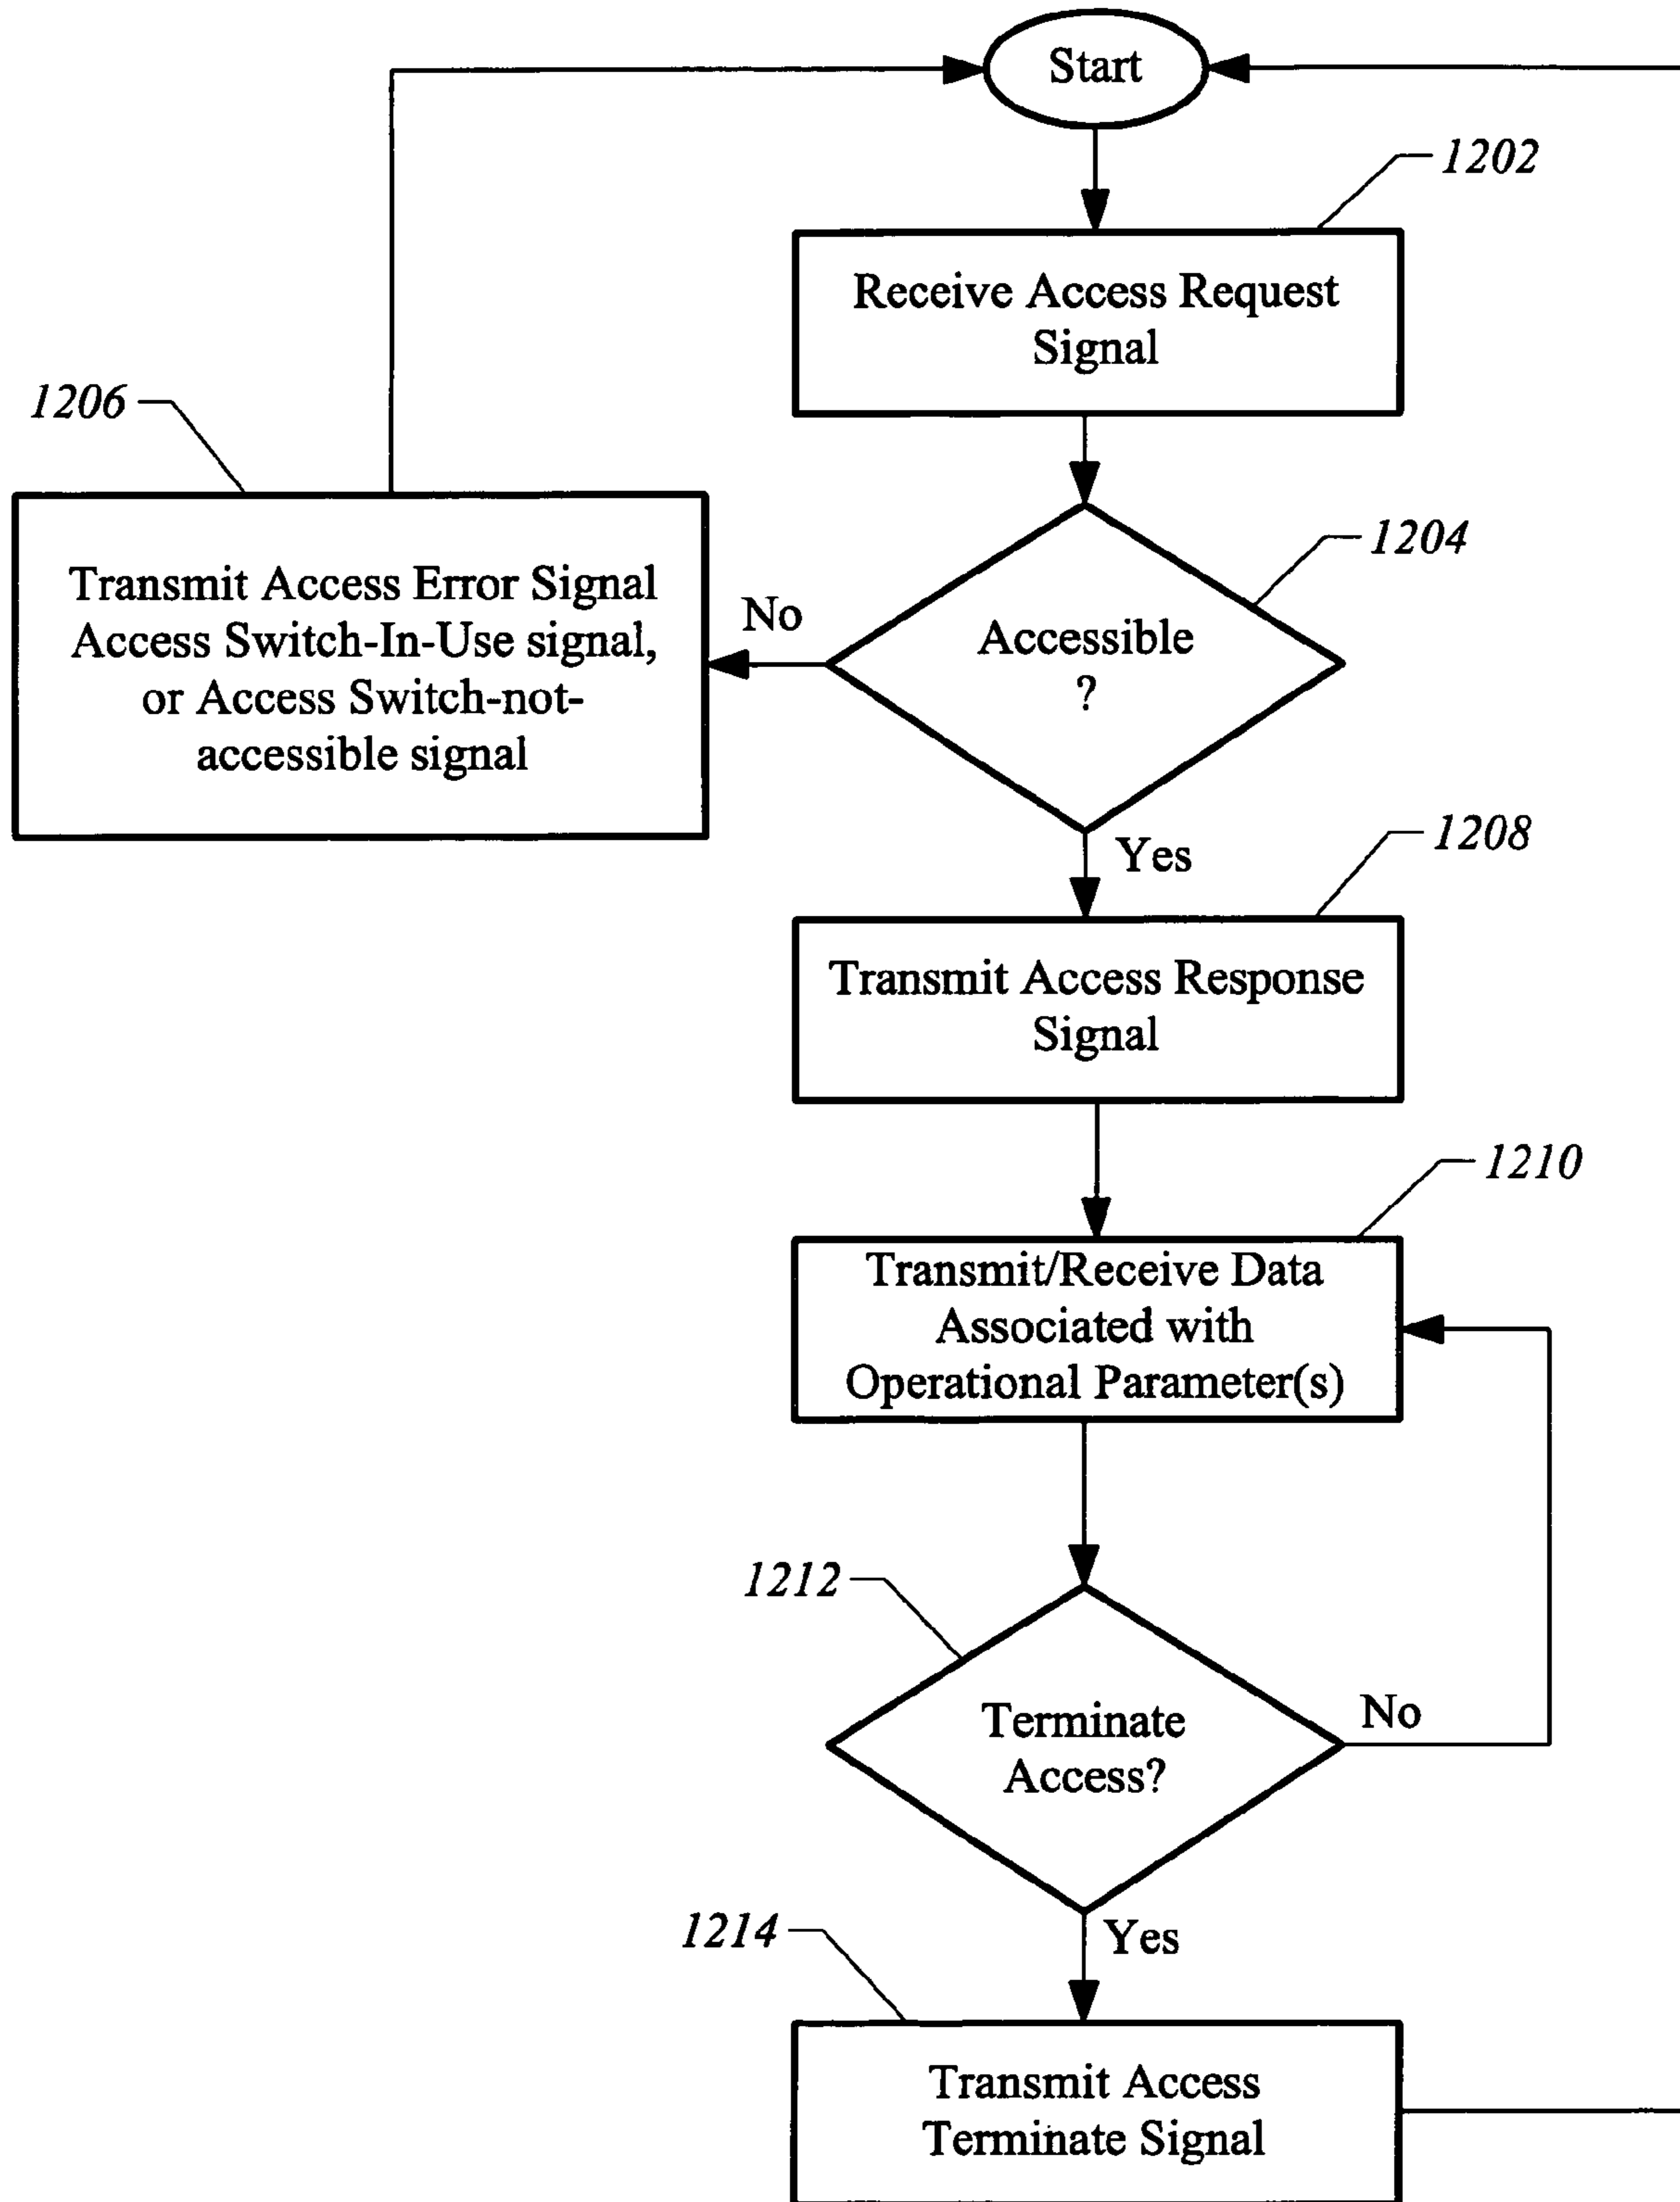 Start
1202
Receive Access Request
Signal
1206
1204
Transmit Access Error Signal
Access Switch-In-Use signal,
or Access Switch-not-
accessible signal
No
Accessible
?
Yes
1208
Transmit Access Response
Signal
1210
Transmit/Receive Data
Associated with
Operational Parameter(s)
1212
Terminate
Access?
No
1214
Yes
Transmit Access
Terminate Signal